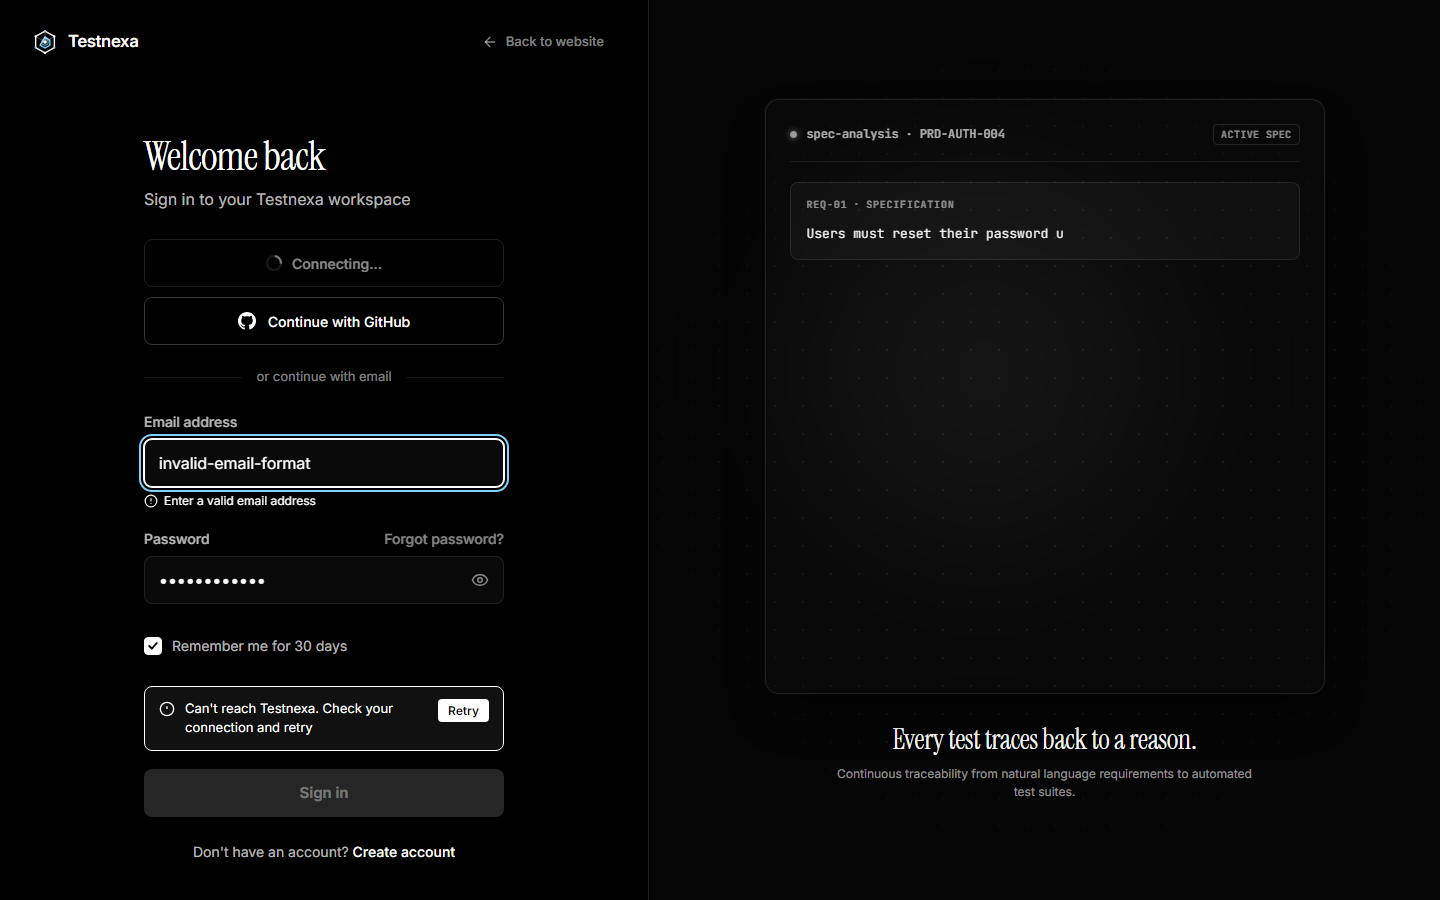 Testnexa
Back to website
Welcome back
Sign in to your Testnexa workspace
Connecting...
Continue with GitHub
or continue with email
Email address
invalid-email-format
Enter a valid email address
Password
Forgot password?
Remember me for 30 days
Can't reach Testnexa. Check your
connection and retry
Retry
Sign in
Don't have an account? Create account
spec-analysis · PRD-AUTH-004
ACTIVE SPEC
REQ-01 · SPECIFICATION
Users must reset their password u
Every test traces back to a reason.
Continuous traceability from natural language requirements to automated
test suites.